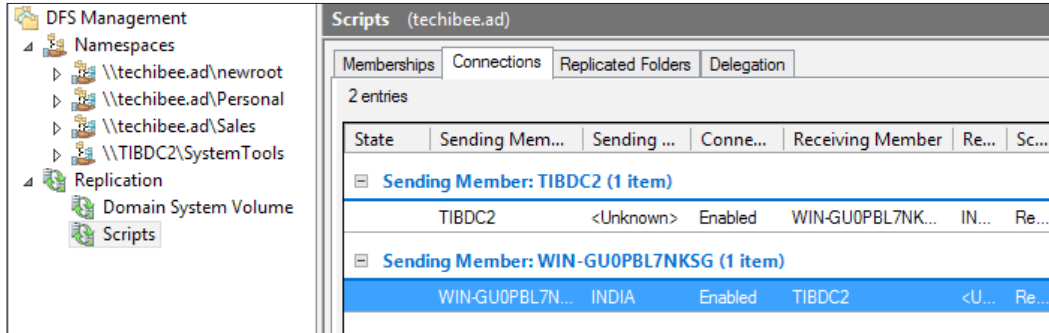 DFS Management
Namespaces
\\techibee.ad\newroot
\\techibee.ad\Personal
\\techibee.ad\Sales
\\TIBDC2\SystemTools
Replication
Domain System Volume
Scripts
Scripts (techibee.ad)
Memberships Connections Replicated Folders Delegation
2 entries
State Sending Mem... Sending ... Conne... Receiving Member Re... Sc...
Sending Member: TIBDC2 (1 item)
TIBDC2 <Unknown> Enabled WIN-GU0PBL7NK... IN... Re...
Sending Member: WIN-GU0PBL7NKSG (1 item)
WIN-GU0PBL7N... INDIA Enabled TIBDC2 <U... Re...